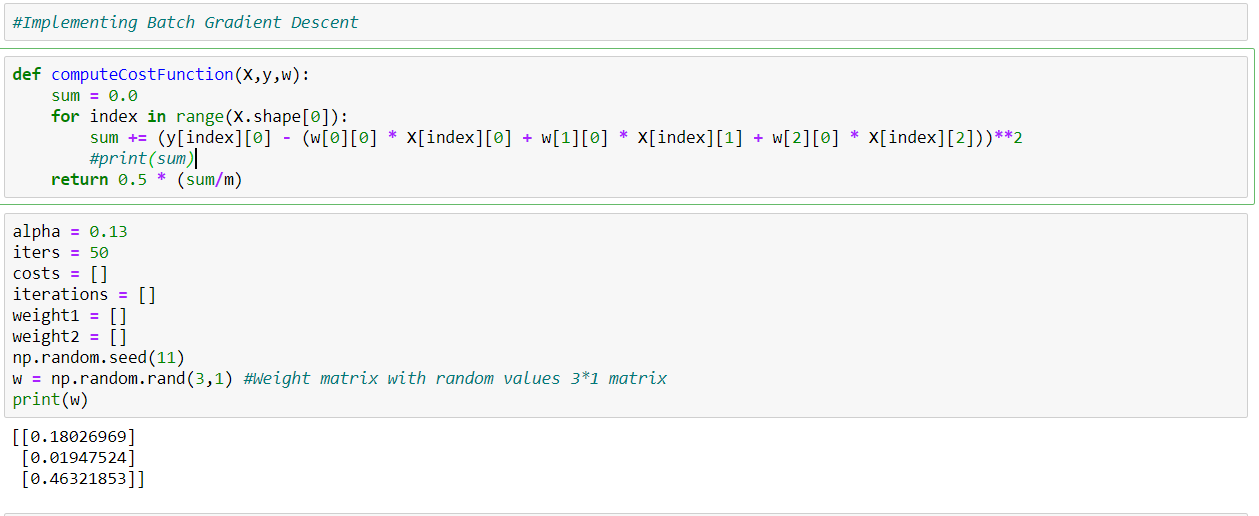 #Implementing Batch Gradient Descent
def computeCostFunction(X,y,w):
    sum = 0.0
    for index in range(X.shape[0]):
        sum += (y[index][0] - (w[0][0] * X[index][0] + w[1][0] * X[index][1] + w[2][0] * X[index][2]))**2
        #print(sum)
    return 0.5 * (sum/m)
alpha = 0.13
iters = 50
costs = []
iterations = []
weight1 = []
weight2 = []
np.random.seed(11)
w = np.random.rand(3,1) #Weight matrix with random values 3*1 matrix
print(w)
[[0.18026969]
 [0.01947524]
 [0.46321853]]